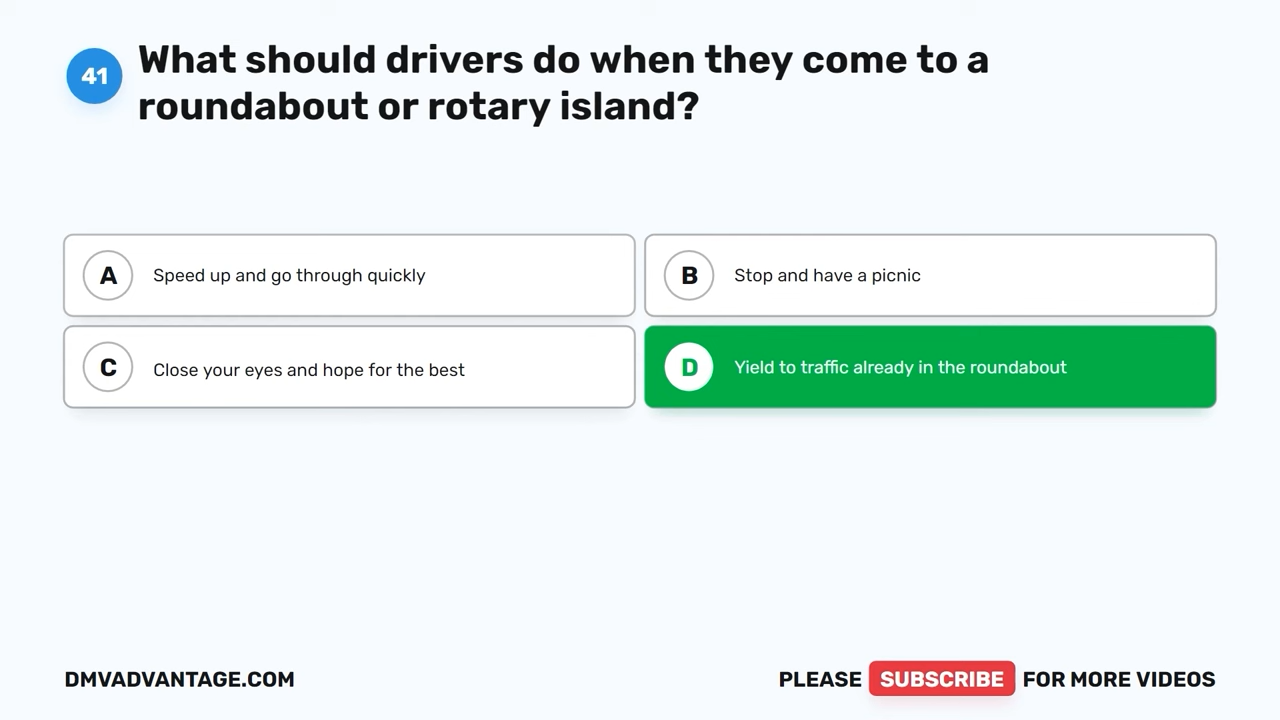 41
What should drivers do when they come to a
roundabout or rotary island?
A Speed up and go through quickly
B Stop and have a picnic
C Close your eyes and hope for the best
D Yield to traffic already in the roundabout
DMVADVANTAGE.COM
PLEASE SUBSCRIBE FOR MORE VIDEOS